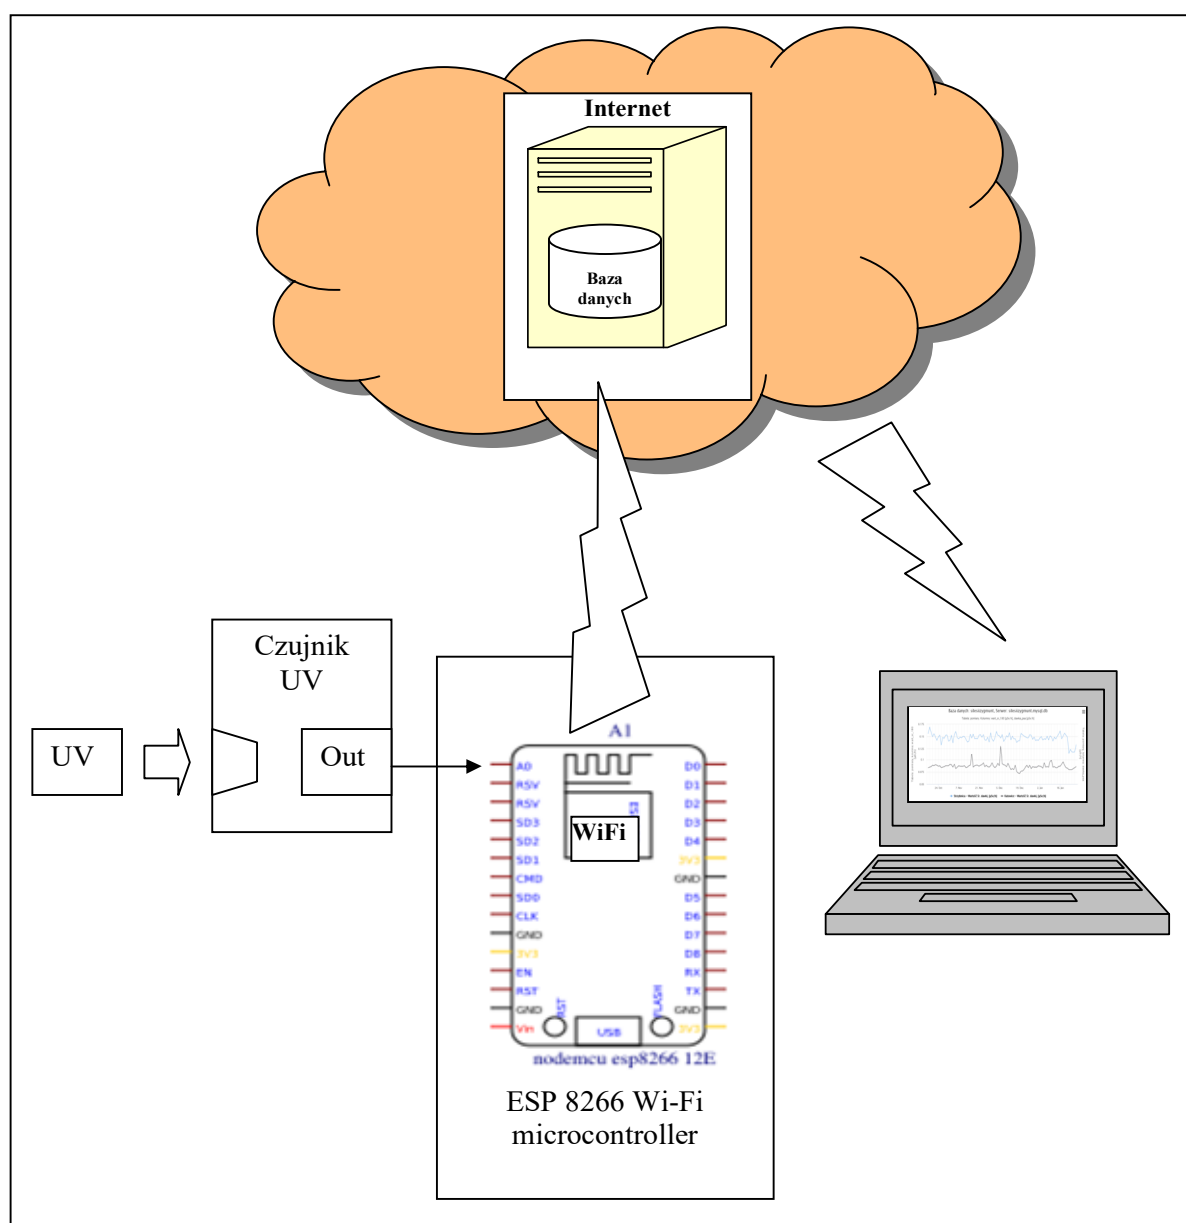 Internet
Baza
danych
Czujnik
UV
UV
Out
A1
A0
RSV
RSV
SD3
SD2
SD1
CMD
SD0
CLK
GND
3V3
EN
RST
GND
Vin
WiFi
D0
D1
D2
D3
D4
3V3
GND
D5
D6
D7
D8
RX
TX
GND
3V3
RST
FLASH
USB
nodemcu esp8266 12E
ESP 8266 Wi-Fi
microcontroller